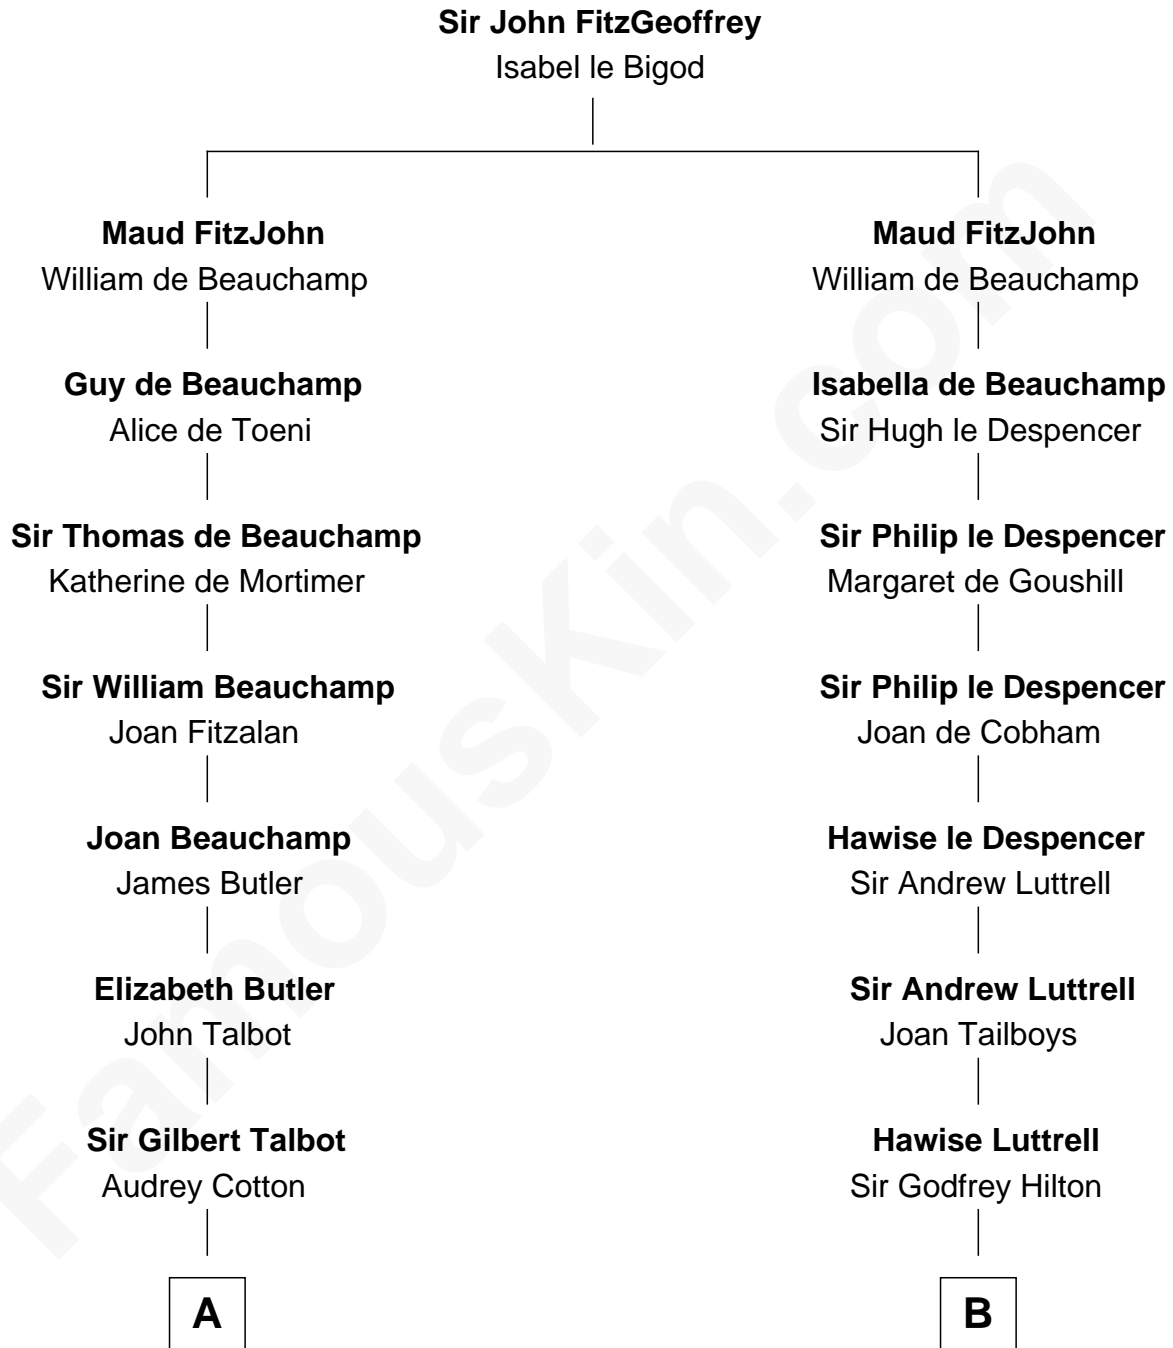 Sir John FitzGeoffrey
Isabel le Bigod
Maud FitzJohn
William de Beauchamp
Maud FitzJohn
William de Beauchamp
Guy de Beauchamp
Alice de Toeni
Isabella de Beauchamp
Sir Hugh le Despencer
Sir Thomas de Beauchamp
Katherine de Mortimer
Sir Philip le Despencer
Margaret de Goushill
Sir William Beauchamp
Joan Fitzalan
Sir Philip le Despencer
Joan de Cobham
Joan Beauchamp
James Butler
Hawise le Despencer
Sir Andrew Luttrell
Elizabeth Butler
John Talbot
Sir Andrew Luttrell
Joan Tailboys
Sir Gilbert Talbot
Audrey Cotton
Hawise Luttrell
Sir Godfrey Hilton
A
B
FamousKin.com